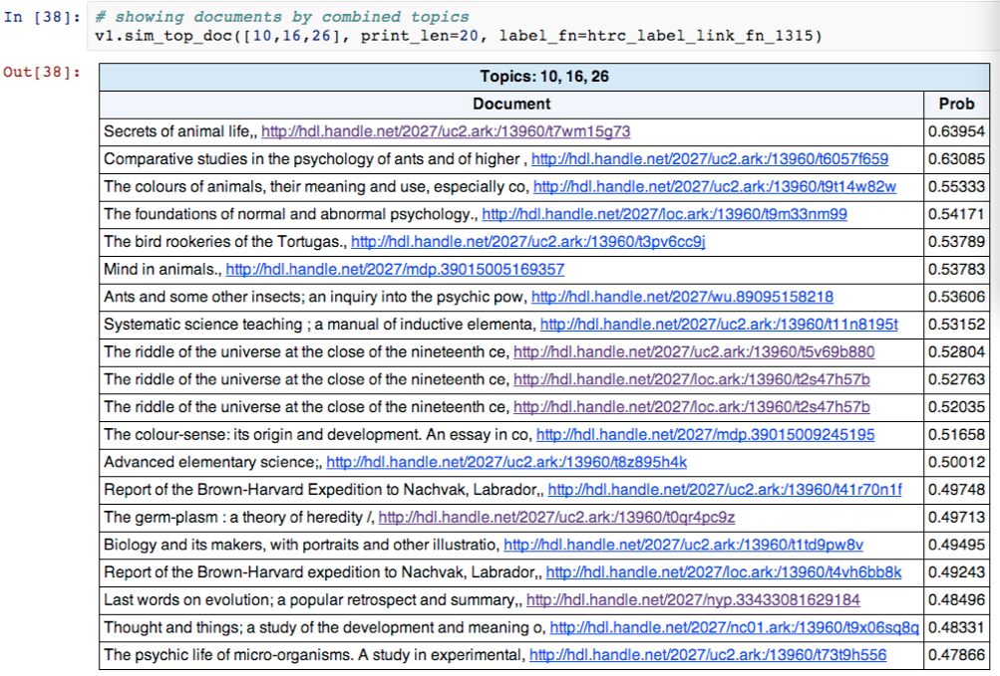 In [38]: # showing documents by combined topics
v1.sim_top_doc([10,16,26], print_len=20, label_fn=htrc_label_link_fn_1315)
Out[38]:
Topics: 10, 16, 26
Document Prob
Secrets of animal life,, http://hdl.handle.net/2027/uc2.ark:/13960/t7wm15g73 0.63954
Comparative studies in the psychology of ants and of higher , http://hdl.handle.net/2027/uc2.ark:/13960/t6057f659 0.63085
The colours of animals, their meaning and use, especially co, http://hdl.handle.net/2027/uc2.ark:/13960/t9t14w82w 0.55333
The foundations of normal and abnormal psychology., http://hdl.handle.net/2027/loc.ark:/13960/t9m33nm99 0.54171
The bird rookeries of the Tortugas., http://hdl.handle.net/2027/uc2.ark:/13960/t3pv6cc9j 0.53789
Mind in animals., http://hdl.handle.net/2027/mdp.39015005169357 0.53783
Ants and some other insects; an inquiry into the psychic pow, http://hdl.handle.net/2027/wu.89095158218 0.53606
Systematic science teaching ; a manual of inductive elementa, http://hdl.handle.net/2027/uc2.ark:/13960/t11n8195t 0.53152
The riddle of the universe at the close of the nineteenth ce, http://hdl.handle.net/2027/uc2.ark:/13960/t5v69b880 0.52804
The riddle of the universe at the close of the nineteenth ce, http://hdl.handle.net/2027/loc.ark:/13960/t2s47h57b 0.52763
The riddle of the universe at the close of the nineteenth ce, http://hdl.handle.net/2027/loc.ark:/13960/t2s47h57b 0.52035
The colour-sense: its origin and development. An essay in co, http://hdl.handle.net/2027/mdp.39015009245195 0.51658
Advanced elementary science;, http://hdl.handle.net/2027/uc2.ark:/13960/t8z895h4k 0.50012
Report of the Brown-Harvard Expedition to Nachvak, Labrador,, http://hdl.handle.net/2027/uc2.ark:/13960/t41r70n1f 0.49748
The germ-plasm : a theory of heredity /, http://hdl.handle.net/2027/uc2.ark:/13960/t0qr4pc9z 0.49713
Biology and its makers, with portraits and other illustratio, http://hdl.handle.net/2027/uc2.ark:/13960/t1td9pw8v 0.49495
Report of the Brown-Harvard expedition to Nachvak, Labrador,, http://hdl.handle.net/2027/loc.ark:/13960/t4vh6bb8k 0.49243
Last words on evolution; a popular retrospect and summary,, http://hdl.handle.net/2027/nyp.33433081629184 0.48496
Thought and things; a study of the development and meaning o, http://hdl.handle.net/2027/nc01.ark:/13960/t9x06sq8q 0.48331
The psychic life of micro-organisms. A study in experimental, http://hdl.handle.net/2027/uc2.ark:/13960/t73t9h556 0.47866